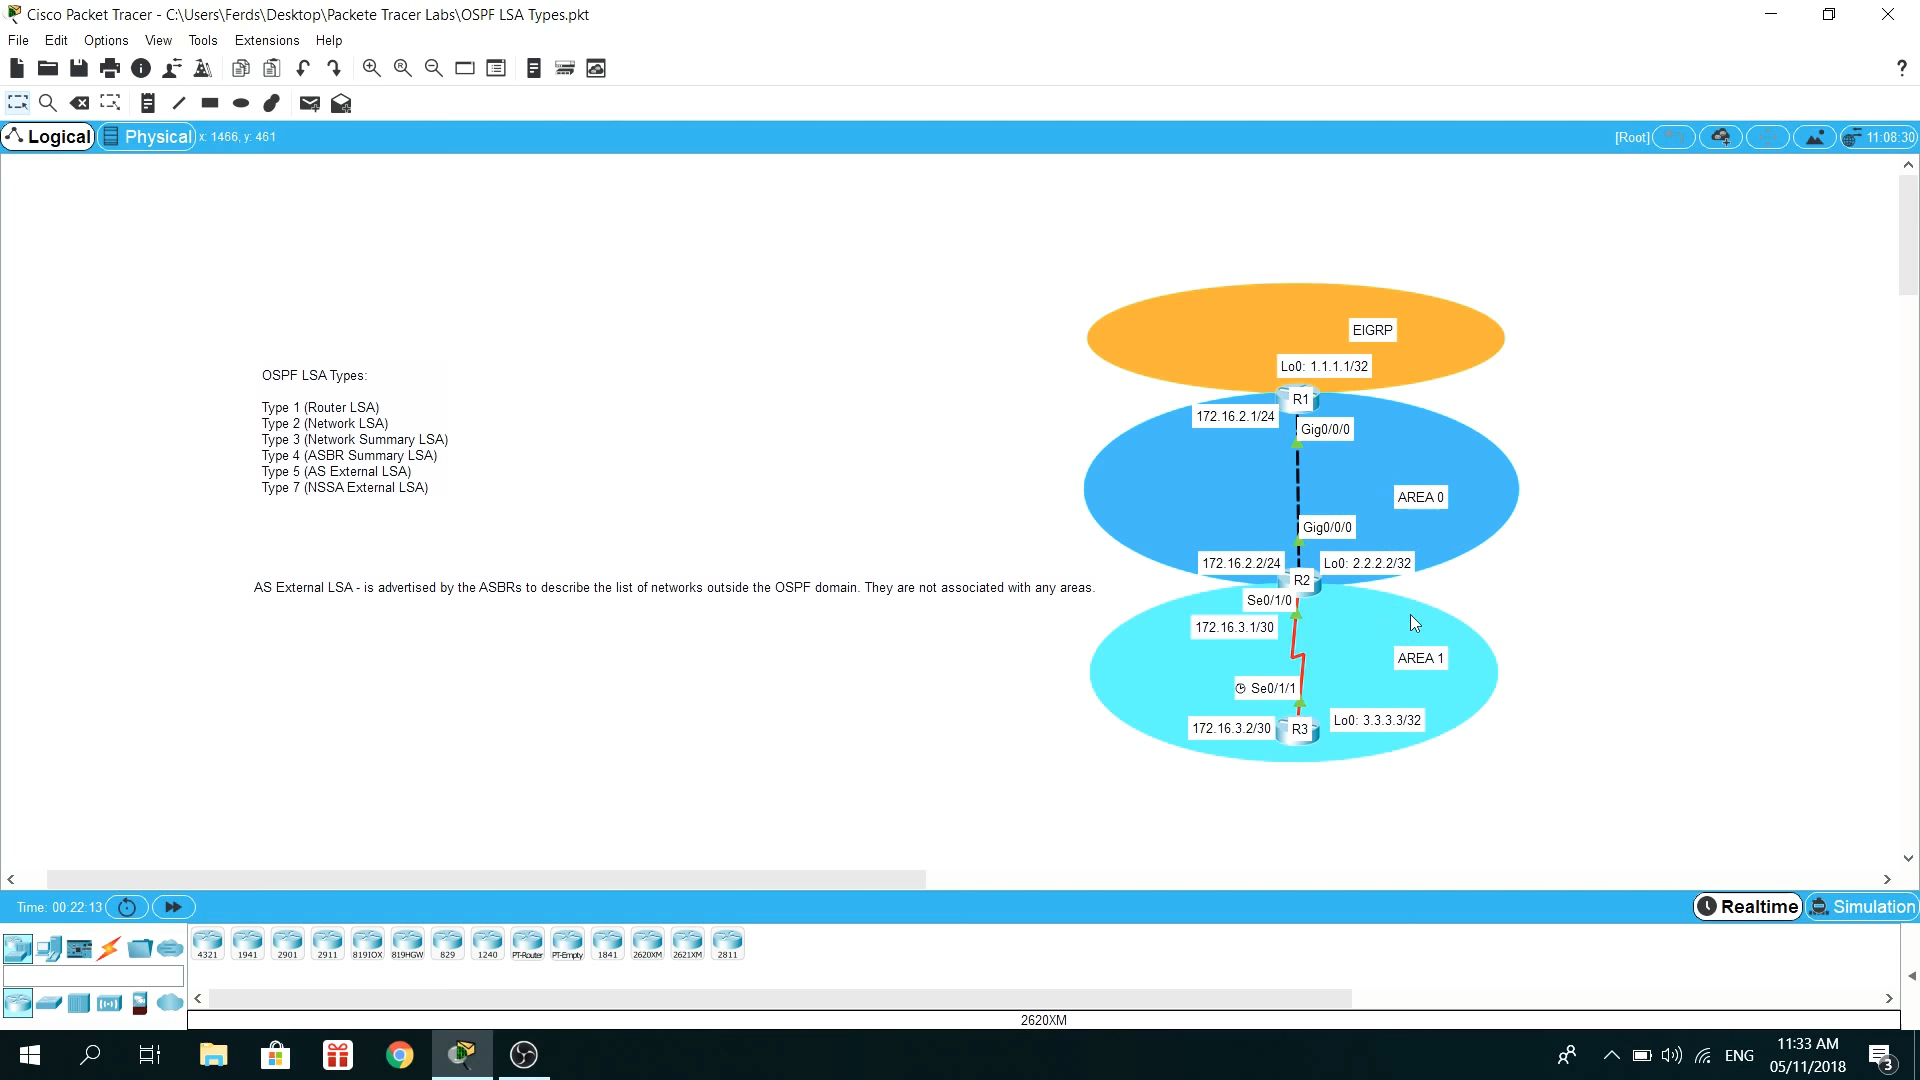 Cisco Packet Tracer - C:\Users\Ferds\Desktop\Packete Tracer Labs\OSPF LSA Types.pkt
File Edit Options View Tools Extensions Help
?
Logical Physical x: 1466, y: 461 [Root] 11:08:30
EIGRP
Lo0: 1.1.1.1/32
R1
172.16.2.1/24
Gig0/0/0
OSPF LSA Types:
Type 1 (Router LSA)
Type 2 (Network LSA)
Type 3 (Network Summary LSA)
Type 4 (ASBR Summary LSA)
Type 5 (AS External LSA)
Type 7 (NSSA External LSA)
AREA 0
Gig0/0/0
172.16.2.2/24
Lo0: 2.2.2.2/32
R2
AS External LSA - is advertised by the ASBRs to describe the list of networks outside the OSPF domain. They are not associated with any areas.
Se0/1/0
172.16.3.1/30
AREA 1
Se0/1/1
172.16.3.2/30
R3
Lo0: 3.3.3.3/32
Time: 00:22:13 Realtime Simulation
4321 1941 2901 2911 819IOX 819HGW 829 1240 PT-Router PT-Empty 1841 2620XM 2621XM 2811
2620XM
ENG
11:33 AM
05/11/2018
3